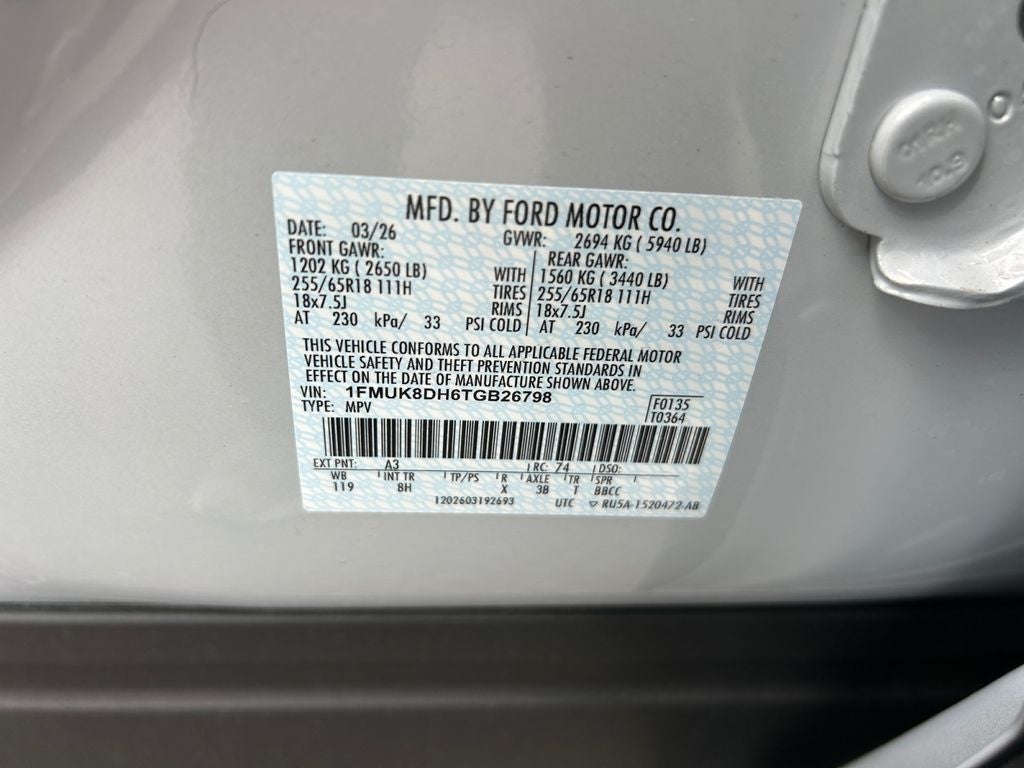 MFD. BY FORD MOTOR CO.
DATE: 03/26 GVWR: 2694 KG ( 5940 LB)
FRONT GAWR: REAR GAWR:
1202 KG ( 2650 LB) WITH 1560 KG ( 3440 LB) WITH
255/65R18 111H TIRES 255/65R18 111H TIRES
18x7.5J RIMS 18x7.5J RIMS
AT 230 kPa/ 33 PSI COLD AT 230 kPa/ 33 PSI COLD
THIS VEHICLE CONFORMS TO ALL APPLICABLE FEDERAL MOTOR
VEHICLE SAFETY AND THEFT PREVENTION STANDARDS IN
EFFECT ON THE DATE OF MANUFACTURE SHOWN ABOVE.
VIN: 1FMUK8DH6TGB26798 F0135
TYPE: MPV T0364
EXT PNT: A3 RC: 74 DSO:
WB INT TR TP/PS R AXLE TR SPR
119 8H X 3B T BBCC
1202603192693 UTC RU5A-1520472-AB
10.9